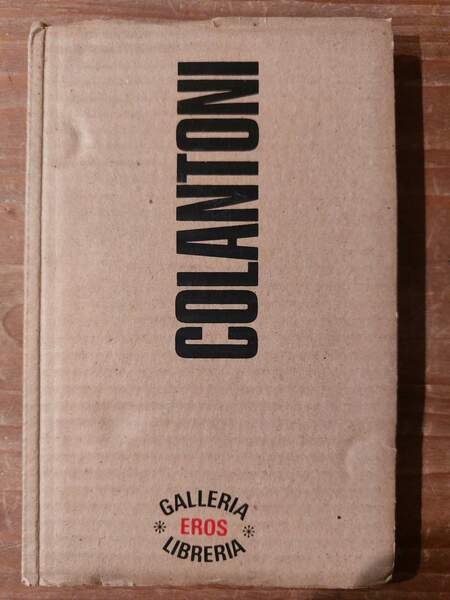 COLANTONI
GALLERIA
* EROS *
LIBRERIA